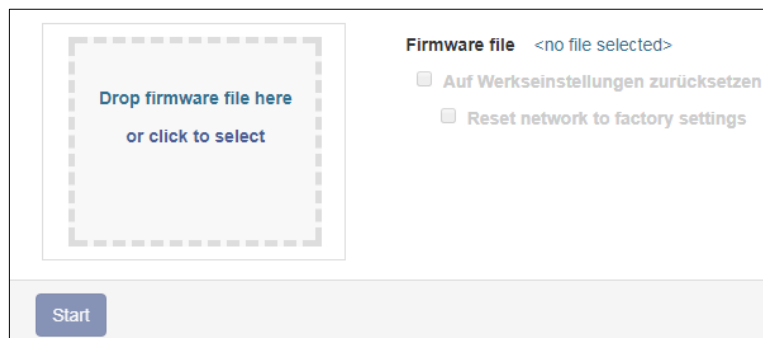 Drop firmware file here
or click to select
Firmware file <no file selected>
Auf Werkseinstellungen zurücksetzen
Reset network to factory settings
Start